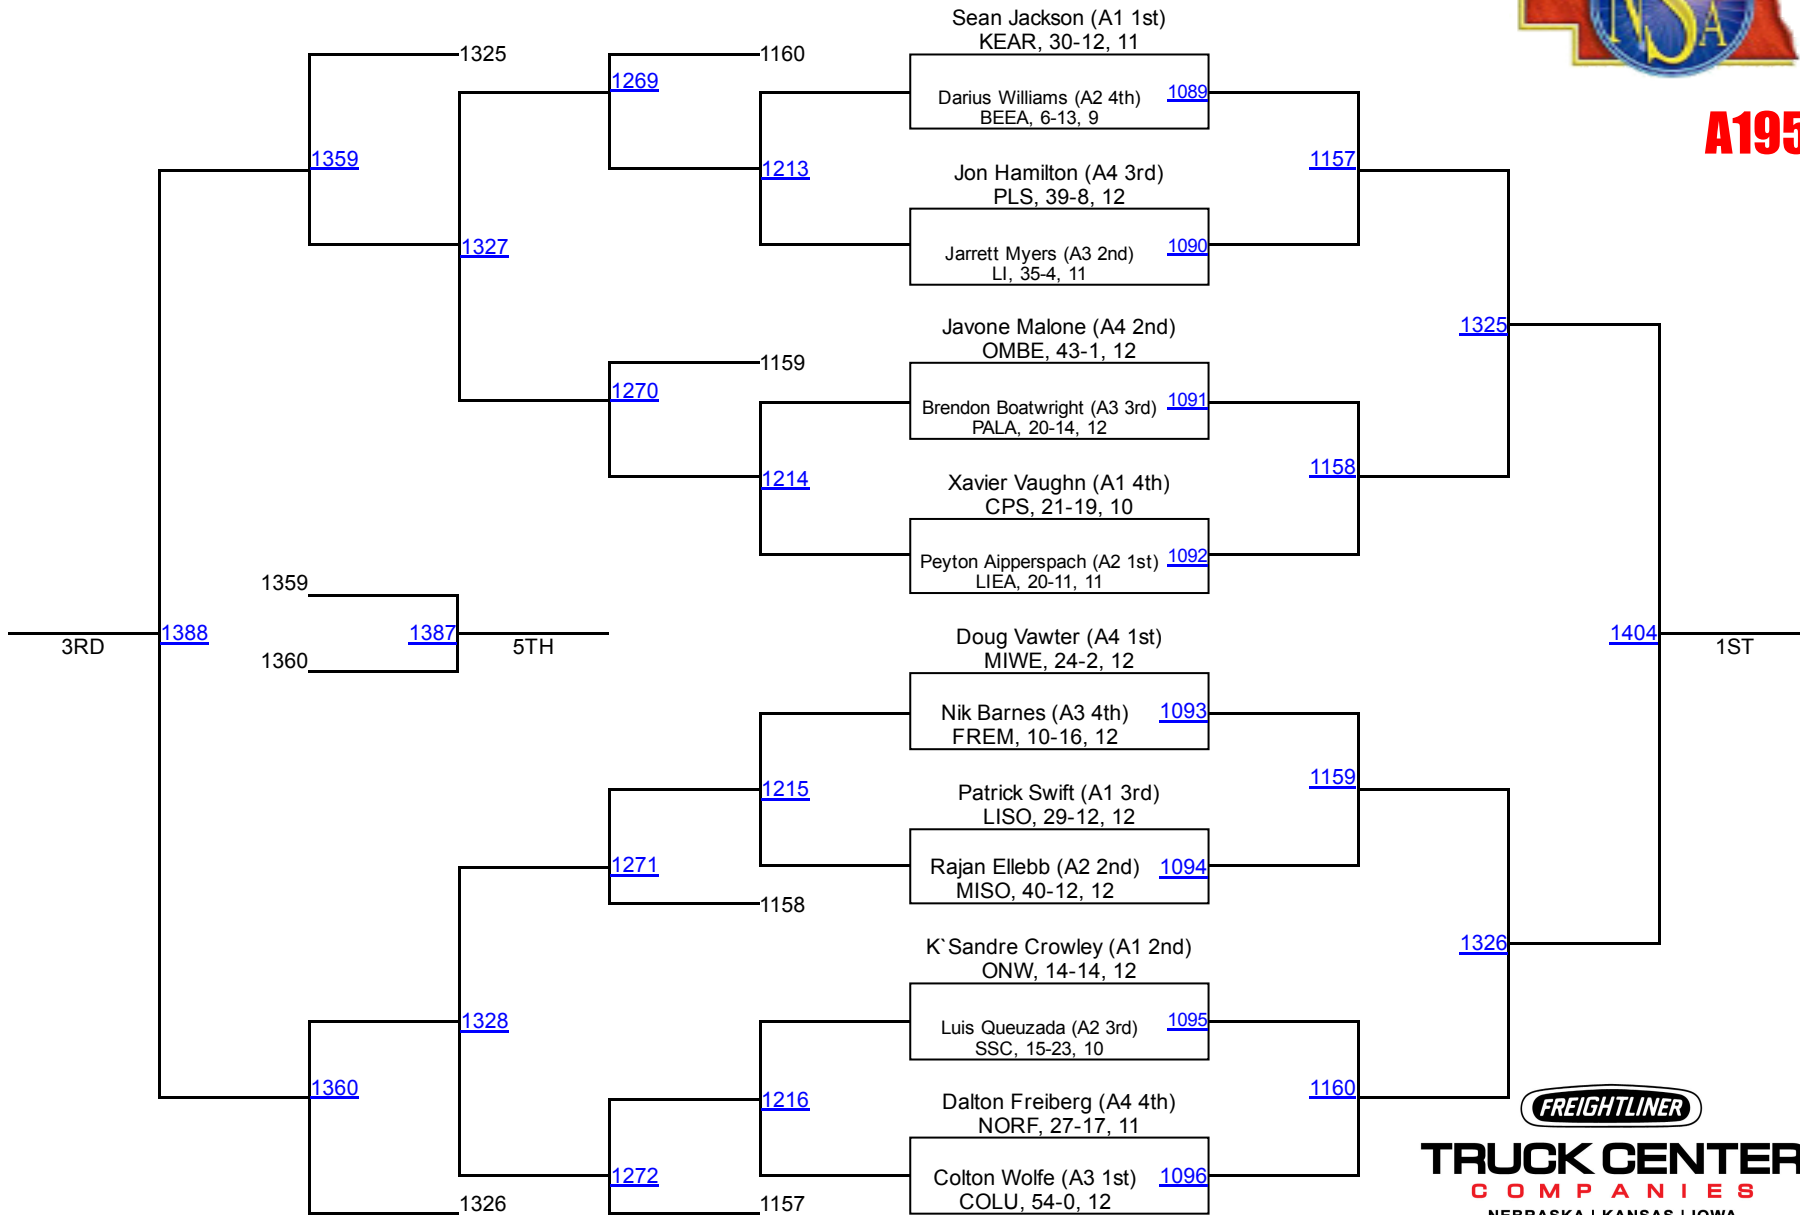 Sean Jackson (A1 1st)
KEAR, 30-12, 11
NSA
1325
1160
1269
Darius Williams (A2 4th)
BEEA, 6-13, 9
1089
A195
1359
1213
Jon Hamilton (A4 3rd)
PLS, 39-8, 12
1157
1327
Jarrett Myers (A3 2nd)
LI, 35-4, 11
1090
Javone Malone (A4 2nd)
OMBE, 43-1, 12
1325
1159
1270
Brendon Boatwright (A3 3rd)
PALA, 20-14, 12
1091
1214
Xavier Vaughn (A1 4th)
CPS, 21-19, 10
1158
Peyton Aipperspach (A2 1st)
LIEA, 20-11, 11
1092
1359
3RD
1388
1387
5TH
1360
Doug Vawter (A4 1st)
MIWE, 24-2, 12
1404
1ST
Nik Barnes (A3 4th)
FREM, 10-16, 12
1093
1215
Patrick Swift (A1 3rd)
LISO, 29-12, 12
1159
1271
Rajan Ellebb (A2 2nd)
MISO, 40-12, 12
1094
1158
K`Sandre Crowley (A1 2nd)
ONW, 14-14, 12
1326
1328
Luis Queuzada (A2 3rd)
SSC, 15-23, 10
1095
1360
1216
Dalton Freiberg (A4 4th)
NORF, 27-17, 11
1160
FREIGHTLINER
1272
Colton Wolfe (A3 1st)
COLU, 54-0, 12
1096
TRUCK CENTER
COMPANIES
1326
1157
NEBRASKA | KANSAS | IOWA